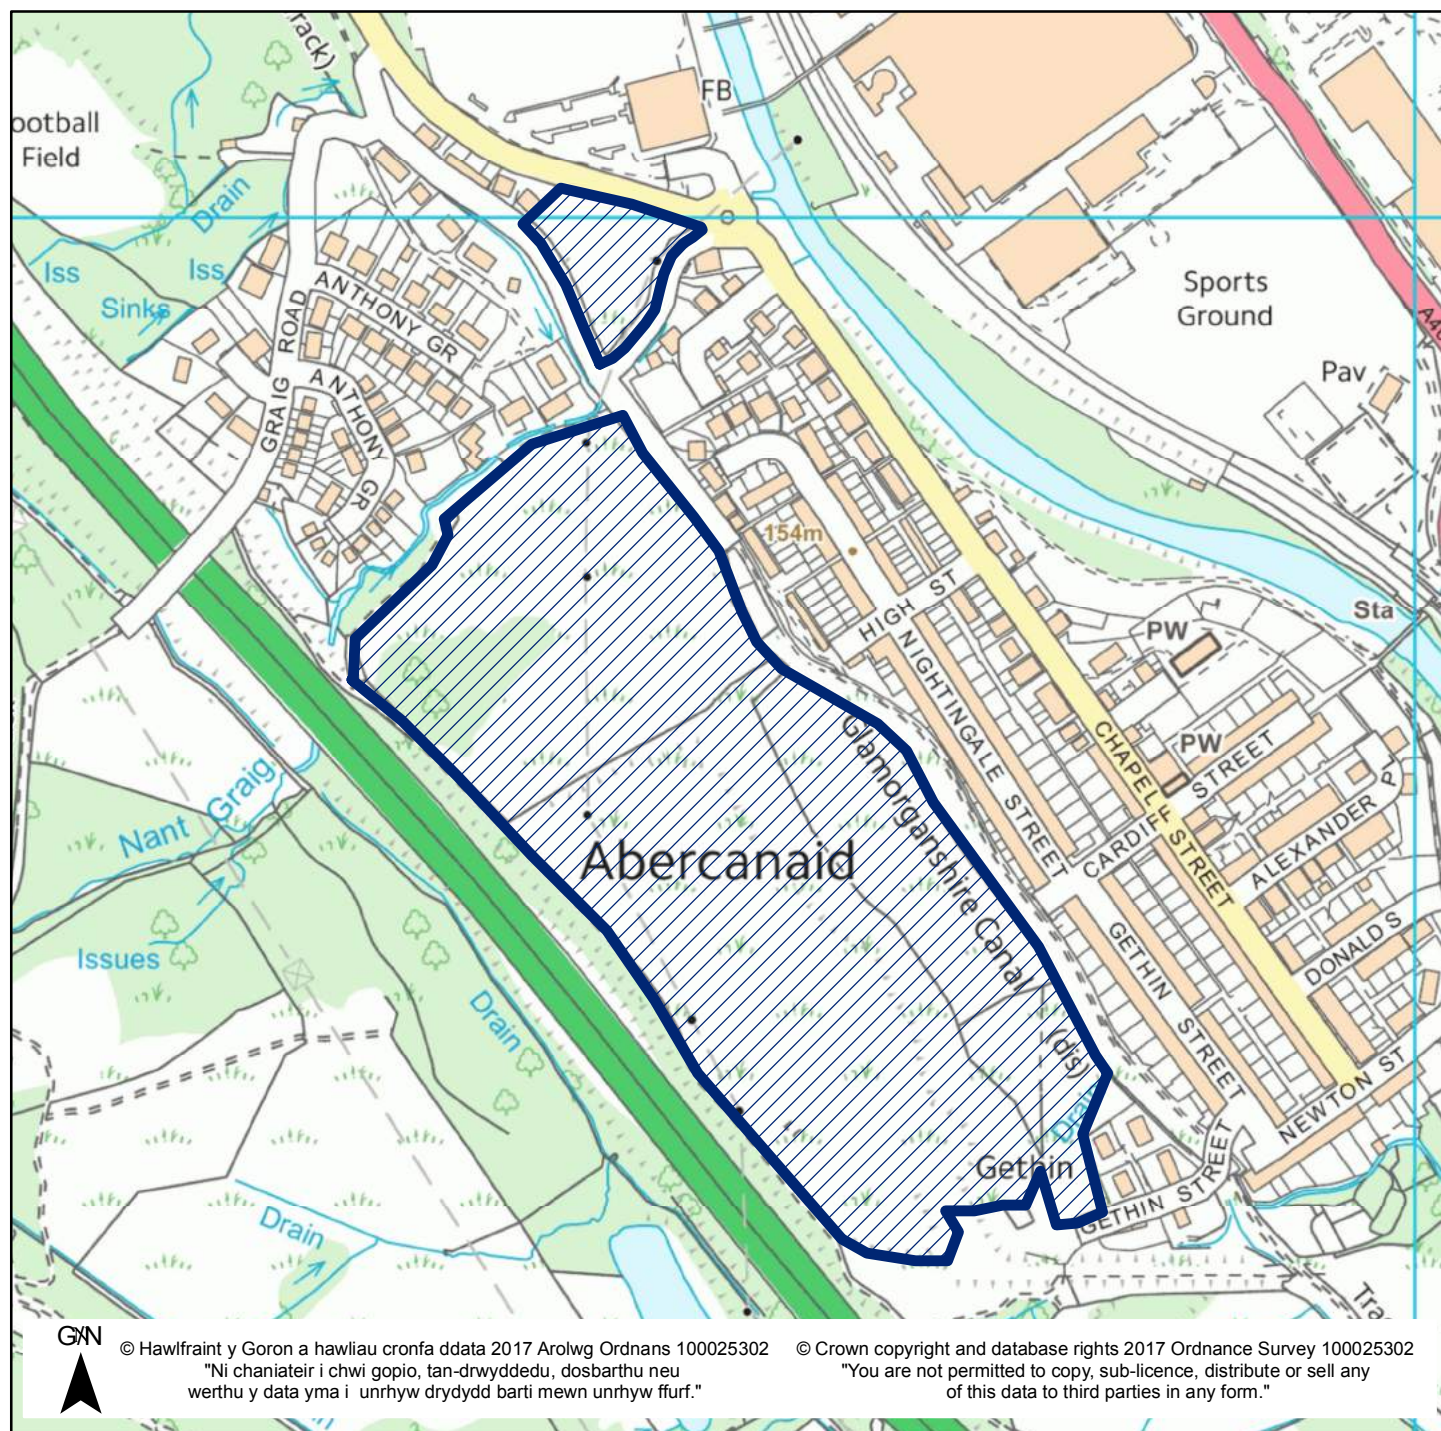 rack)
FB
ootball
Field
Drain
Iss
Iss
Sinks
ANTHONY GR
GRAIG ROAD
ANTHONY GR
Sports
Ground
Pav
154m
HIGH ST
Sta
PW
NIGHTINGALE STREET
CHAPEL STREET
PW
CARDIFF STREET
ALEXANDER PL
Glamorganshire Canal
(dis)
Nant Graig
Abercanaid
Issues
Drain
GETHIN STREET
DONALD S
NEWTON ST
Drain
Gethin
GETHIN STREET
Drain
Tra
G/N
© Hawlfraint y Goron a hawliau cronfa ddata 2017 Arolwg Ordnans 100025302
"Ni chaniateir i chwi gopio, tan-drwyddedu, dosbarthu neu
werthu y data yma i unrhyw drydydd barti mewn unrhyw ffurf."
© Crown copyright and database rights 2017 Ordnance Survey 100025302
"You are not permitted to copy, sub-licence, distribute or sell any
of this data to third parties in any form."